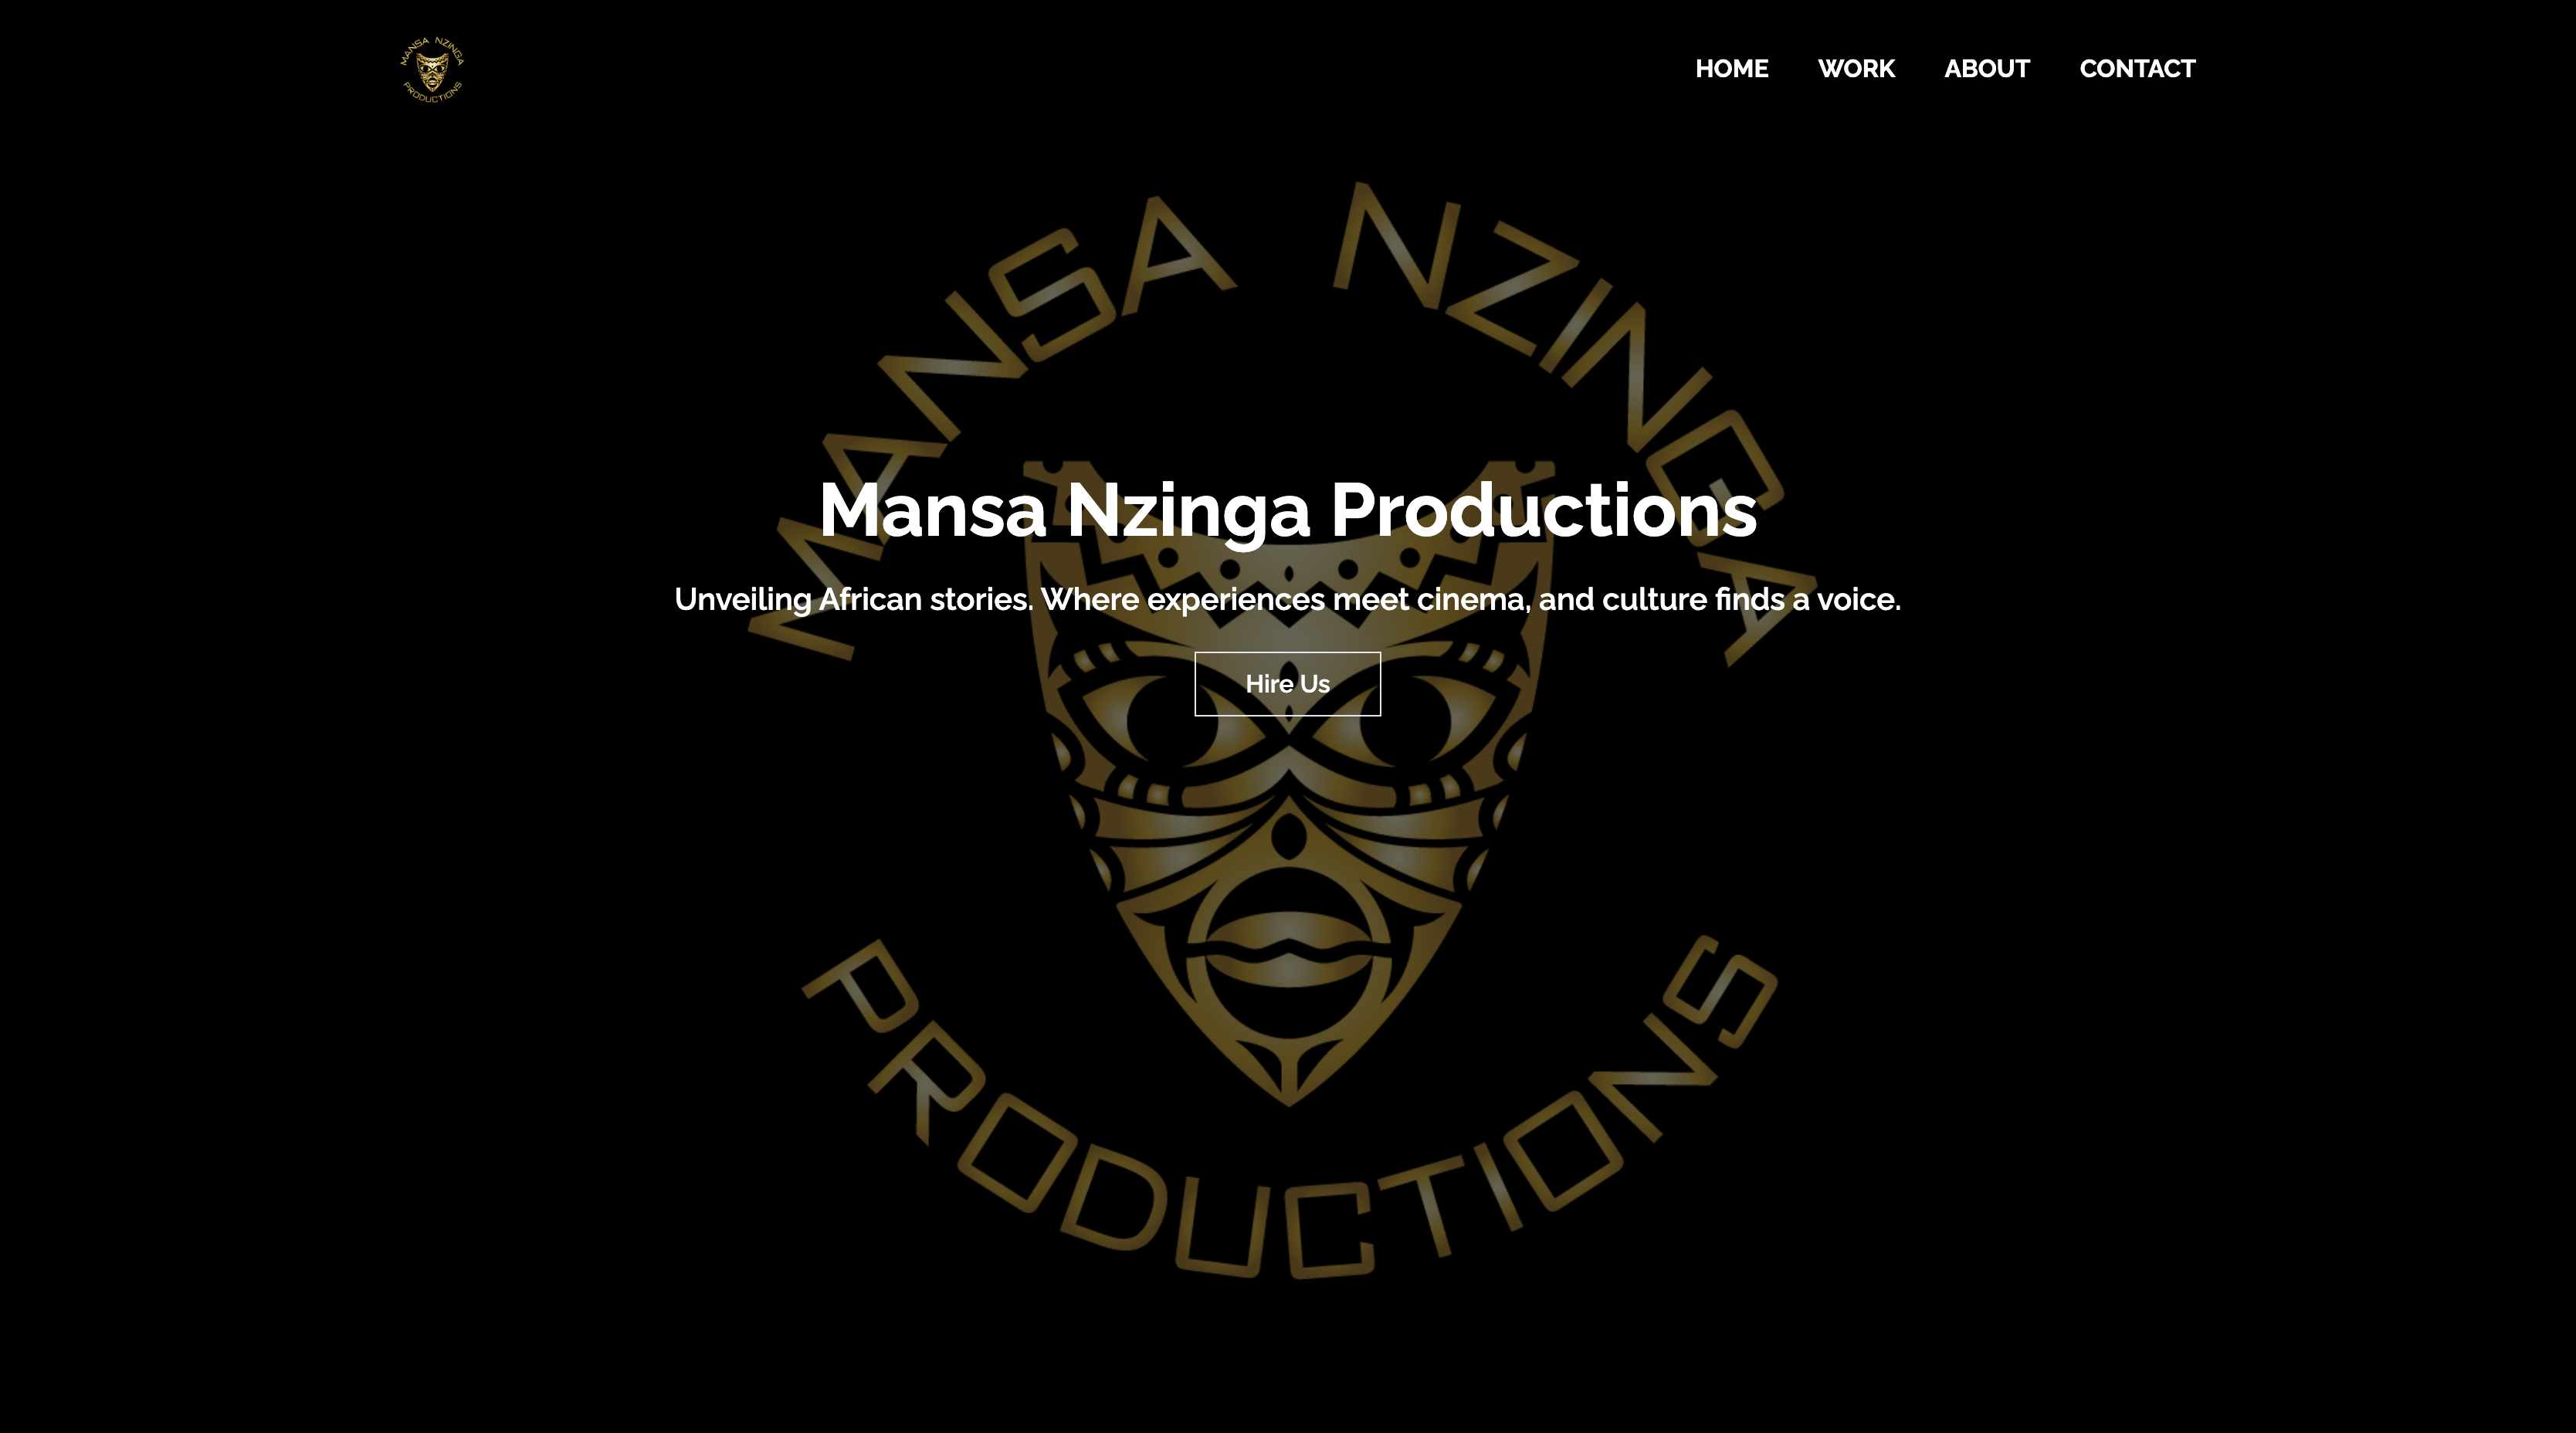 MANSA NZINGA
PRODUCTIONS
HOME WORK ABOUT CONTACT
MANSA NZINGA
Mansa Nzinga Productions
Unveiling African stories. Where experiences meet cinema, and culture finds a voice.
Hire Us
PRODUCTIONS